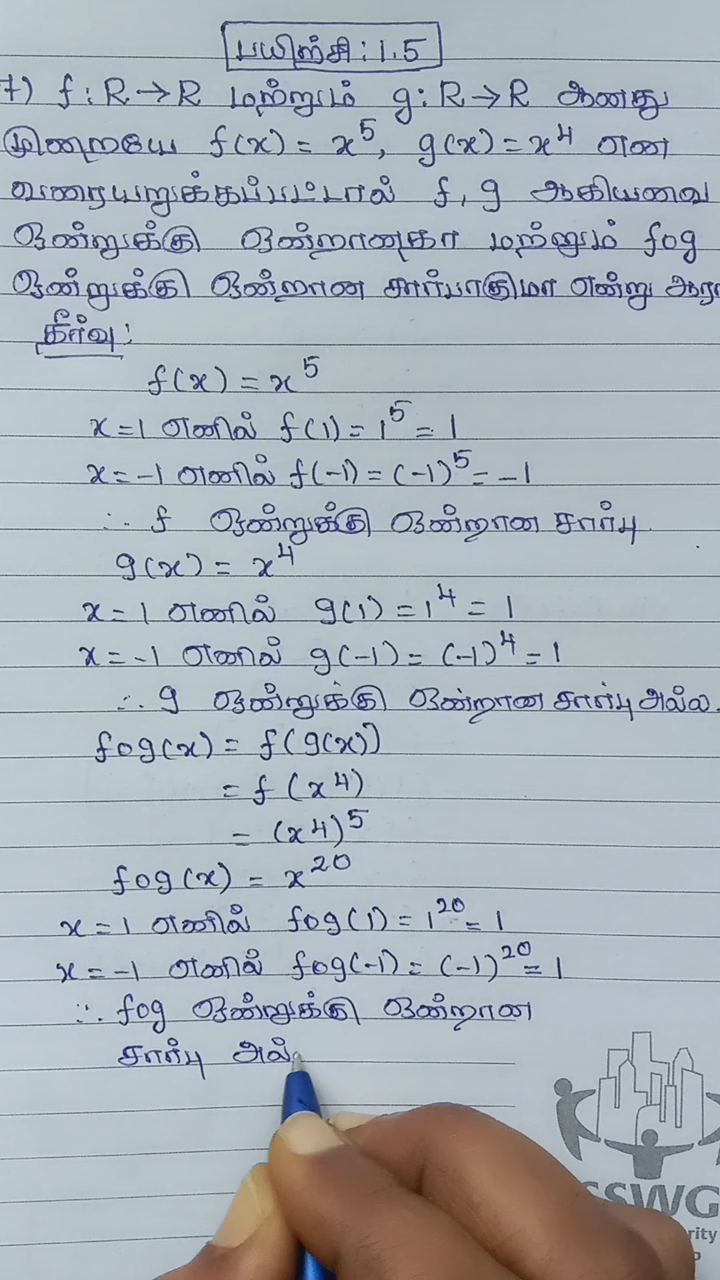 பயிற்சி : 1.5
7) f : R → R மற்றும் g : R → R ஆனது
முறையே f(x) = x⁵, g(x) = x⁴ என
வரையறுக்கப்பட்டால் f, g ஆகியவை
ஒன்றுக்கு ஒன்றானதா மற்றும் fog
ஒன்றுக்கு ஒன்றான சார்பாகுமா என்று ஆரா
தீர்வு :
f(x) = x⁵
x = 1 எனில் f(1) = 1⁵ = 1
x = -1 எனில் f(-1) = (-1)⁵ = -1
∴ f ஒன்றுக்கு ஒன்றான சார்பு.
g(x) = x⁴
x = 1 எனில் g(1) = 1⁴ = 1
x = -1 எனில் g(-1) = (-1)⁴ = 1
∴ g ஒன்றுக்கு ஒன்றான சார்பு அல்ல.
fog(x) = f(g(x))
= f (x⁴)
= (x⁴)⁵
fog(x) = x²⁰
x = 1 எனில் fog(1) = 1²⁰ = 1
x = -1 எனில் fog(-1) = (-1)²⁰ = 1
∴ fog ஒன்றுக்கு ஒன்றான
சார்பு அல்
SSWG